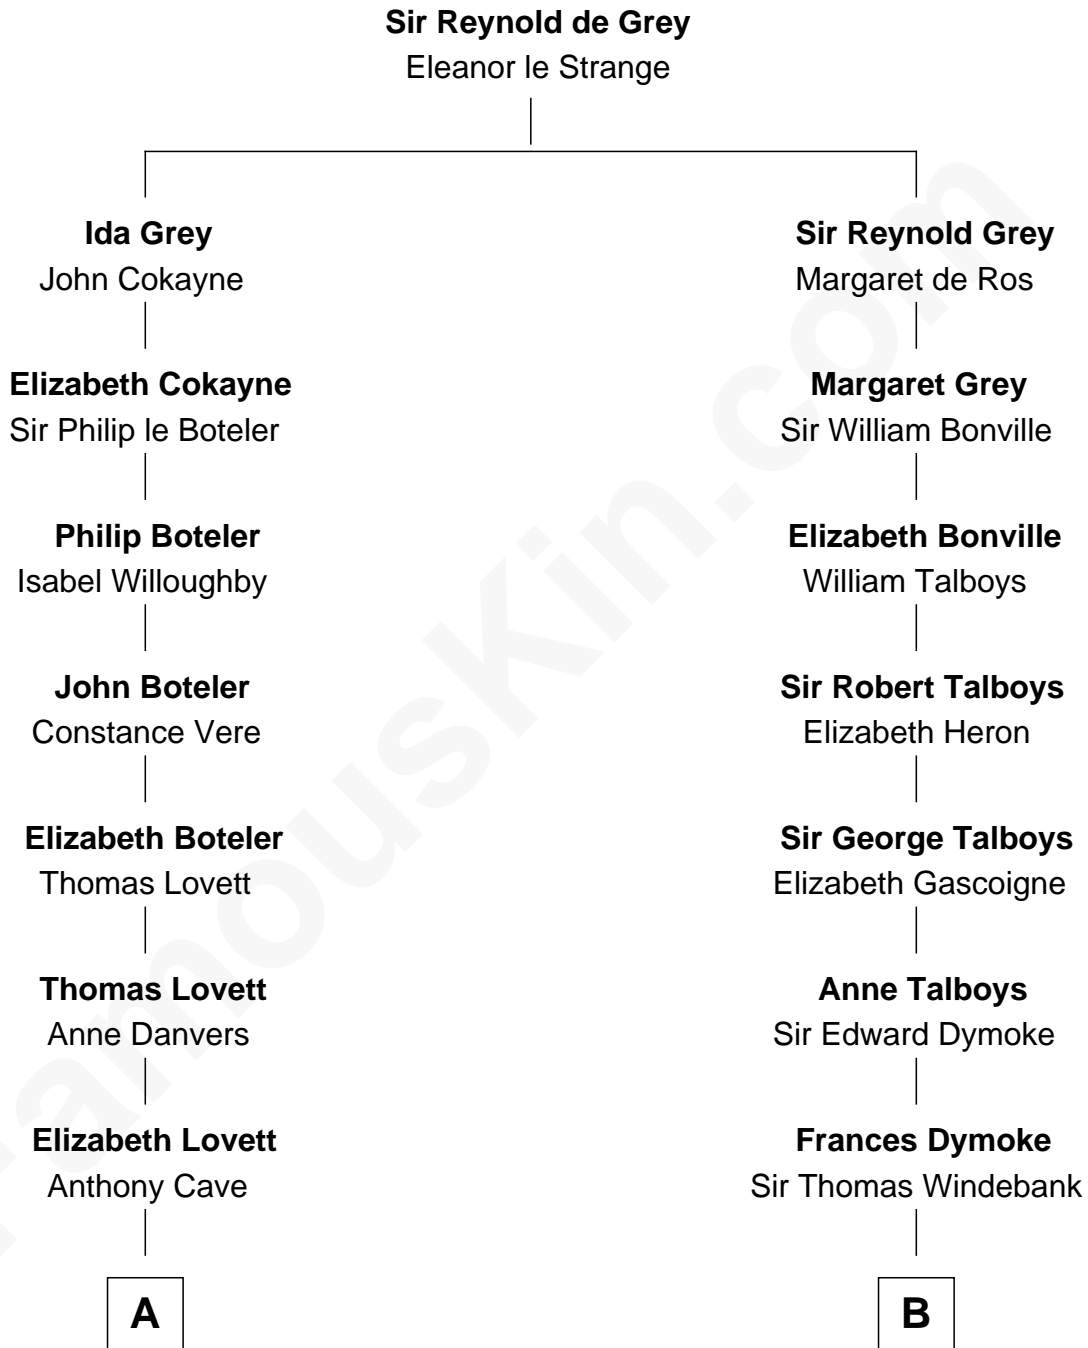 Sir Reynold de Grey
Eleanor le Strange
Ida Grey
John Cokayne
Sir Reynold Grey
Margaret de Ros
Elizabeth Cokayne
Sir Philip le Boteler
Margaret Grey
Sir William Bonville
Philip Boteler
Isabel Willoughby
Elizabeth Bonville
William Talboys
John Boteler
Constance Vere
Sir Robert Talboys
Elizabeth Heron
Elizabeth Boteler
Thomas Lovett
Sir George Talboys
Elizabeth Gascoigne
Thomas Lovett
Anne Danvers
Anne Talboys
Sir Edward Dymoke
Elizabeth Lovett
Anthony Cave
Frances Dymoke
Sir Thomas Windebank
A
B
FamousKin.com